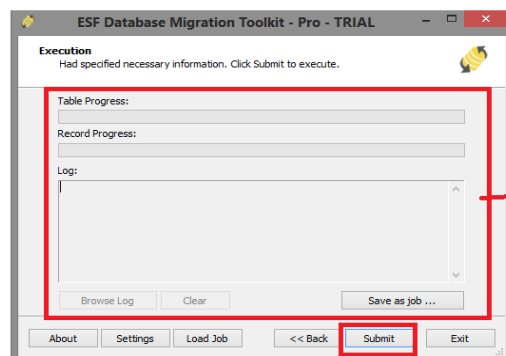 ESF Database Migration Toolkit - Pro - TRIAL
Execution
Had specified necessary information. Click Submit to execute.
Table Progress:
Record Progress:
Log:
Browse Log Clear Save as job ...
About Settings Load Job << Back Submit Exit